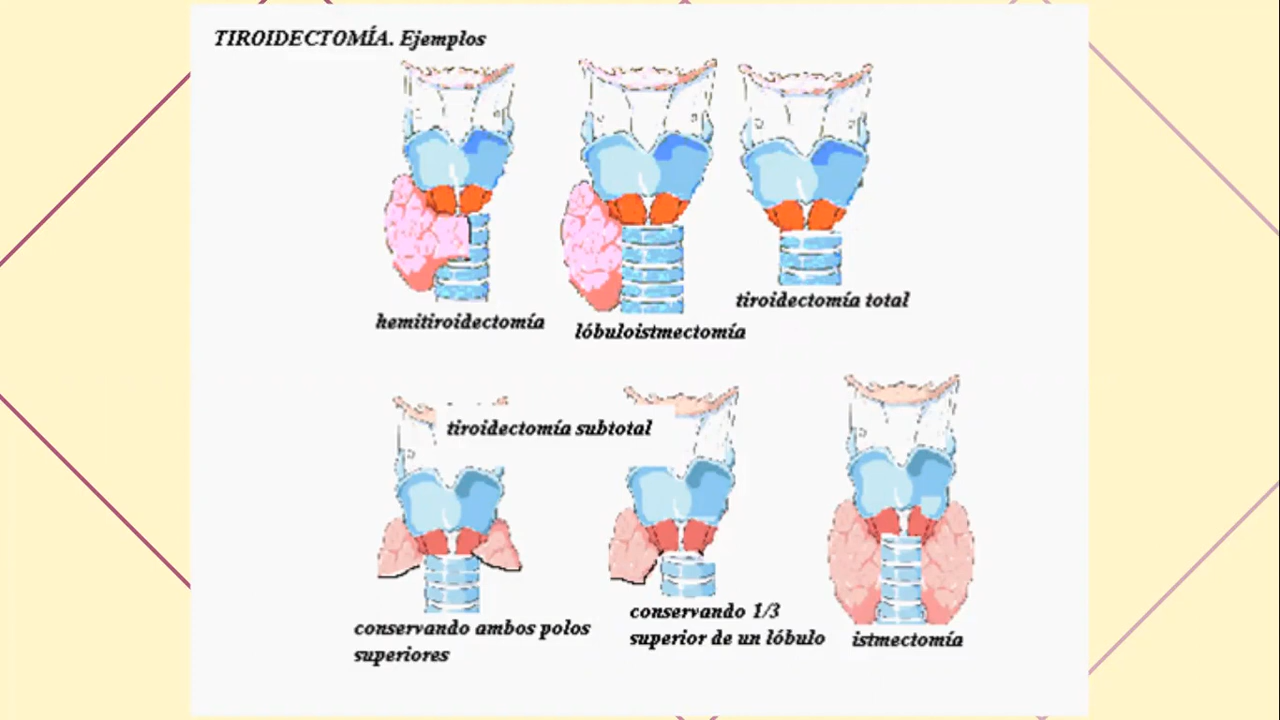 TIROIDECTOMÍA. Ejemplos
hemitiroidectomía
lóbuloistmectomía
tiroidectomía total
tiroidectomía subtotal
conservando ambos polos
superiores
conservando 1/3
superior de un lóbulo
istmectomía